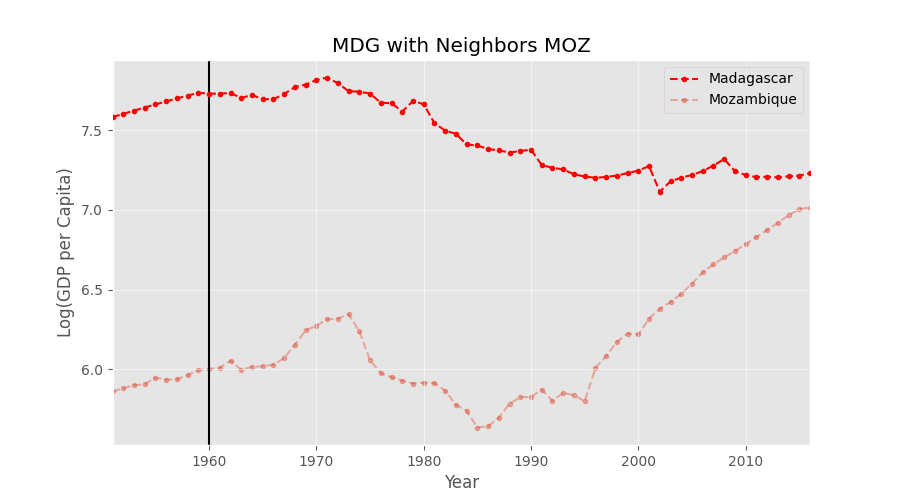 MDG with Neighbors MOZ
Madagascar
Mozambique
Log(GDP per Capita)
7.5
7.0
6.5
6.0
1960 1970 1980 1990 2000 2010
Year